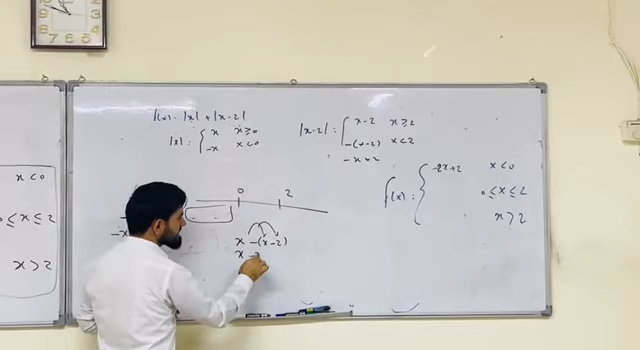 x < 0
0 ≤ x ≤ 2
x > 2
f(x) = |x| + |x-2|
|x| : { x x ≥ 0
-x x < 0
|x-2| : { x-2 x ≥ 2
-(x-2) x < 2
-x+2
0 2
-x
x -(x-2)
x -
f(x) : { -2x+2 x < 0
0 ≤ x ≤ 2
x > 2